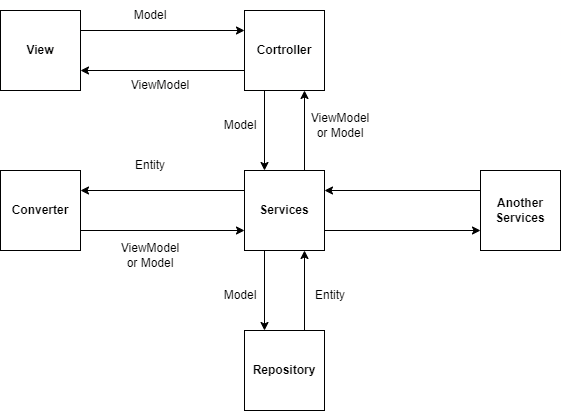 Model
View
Cortroller
ViewModel
Model
ViewModel
or Model
Entity
Converter
Services
Another
Services
ViewModel
or Model
Model
Entity
Repository